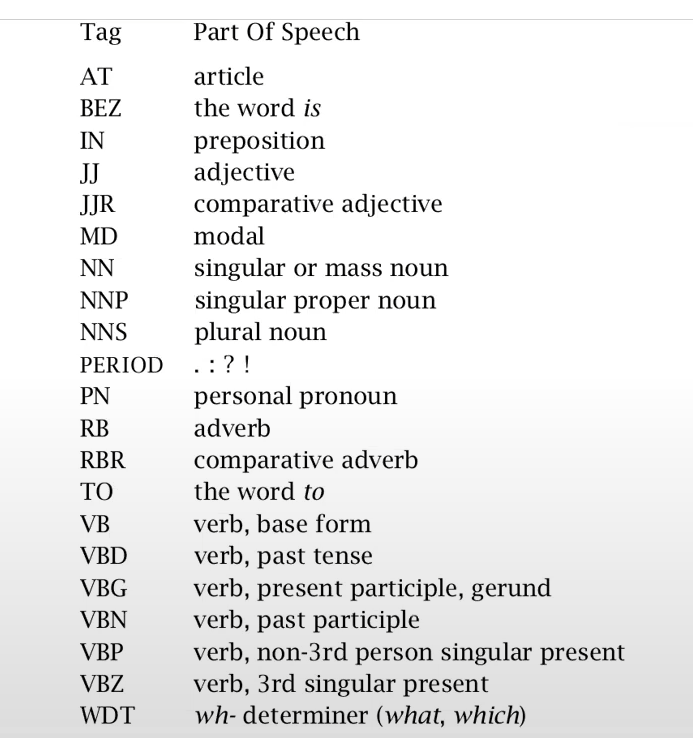 Tag Part Of Speech
AT article
BEZ the word is
IN preposition
JJ adjective
JJR comparative adjective
MD modal
NN singular or mass noun
NNP singular proper noun
NNS plural noun
PERIOD . : ? !
PN personal pronoun
RB adverb
RBR comparative adverb
TO the word to
VB verb, base form
VBD verb, past tense
VBG verb, present participle, gerund
VBN verb, past participle
VBP verb, non-3rd person singular present
VBZ verb, 3rd singular present
WDT wh- determiner (what, which)